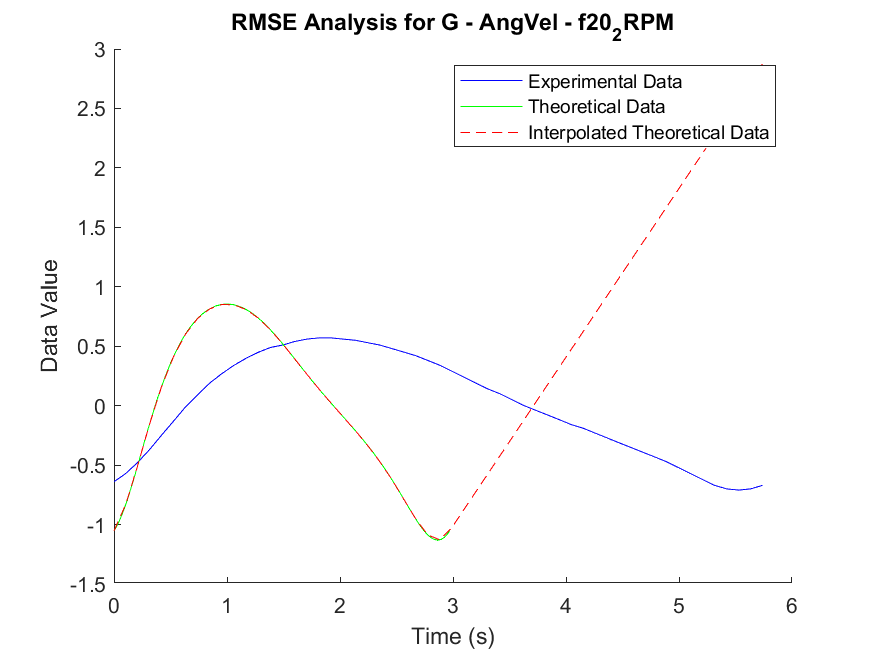 RMSE Analysis for G - AngVel - f20₂RPM
3
2.5
2
1.5
1
0.5
0
-0.5
-1
-1.5
Data Value
Experimental Data
Theoretical Data
Interpolated Theoretical Data
0 1 2 3 4 5 6
Time (s)